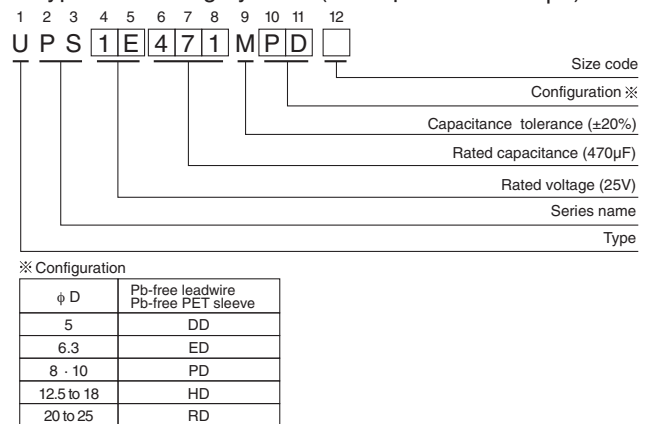 1 2 3 4 5 6 7 8 9 10 11 12
U P S 1 E 4 7 1 M P D
Size code
Configuration ※
Capacitance tolerance (±20%)
Rated capacitance (470µF)
Rated voltage (25V)
Series name
Type
※ Configuration
ϕ D Pb-free leadwire
Pb-free PET sleeve
5 DD
6.3 ED
8 · 10 PD
12.5 to 18 HD
20 to 25 RD